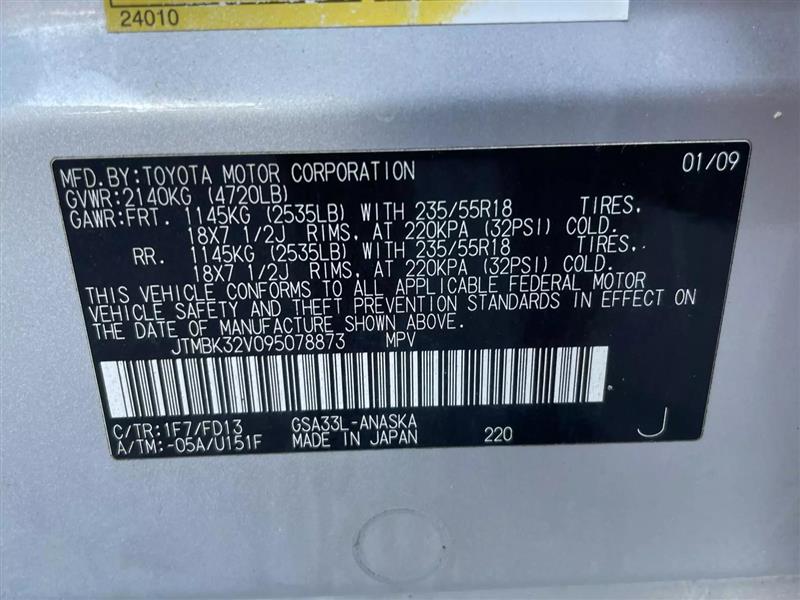 24010
MFD.BY:TOYOTA MOTOR CORPORATION 01/09
GVWR:2140KG (4720LB)
GAWR:FRT. 1145KG (2535LB) WITH 235/55R18 TIRES,
18X7 1/2J RIMS, AT 220KPA (32PSI) COLD.
RR. 1145KG (2535LB) WITH 235/55R18 TIRES,
18X7 1/2J RIMS, AT 220KPA (32PSI) COLD.
THIS VEHICLE CONFORMS TO ALL APPLICABLE FEDERAL MOTOR
VEHICLE SAFETY AND THEFT PREVENTION STANDARDS IN EFFECT ON
THE DATE OF MANUFACTURE SHOWN ABOVE.
JTMBK32V095078873 MPV
C/TR:1F7/FD13 GSA33L-ANASKA
A/TM:-05A/U151F MADE IN JAPAN 220 J